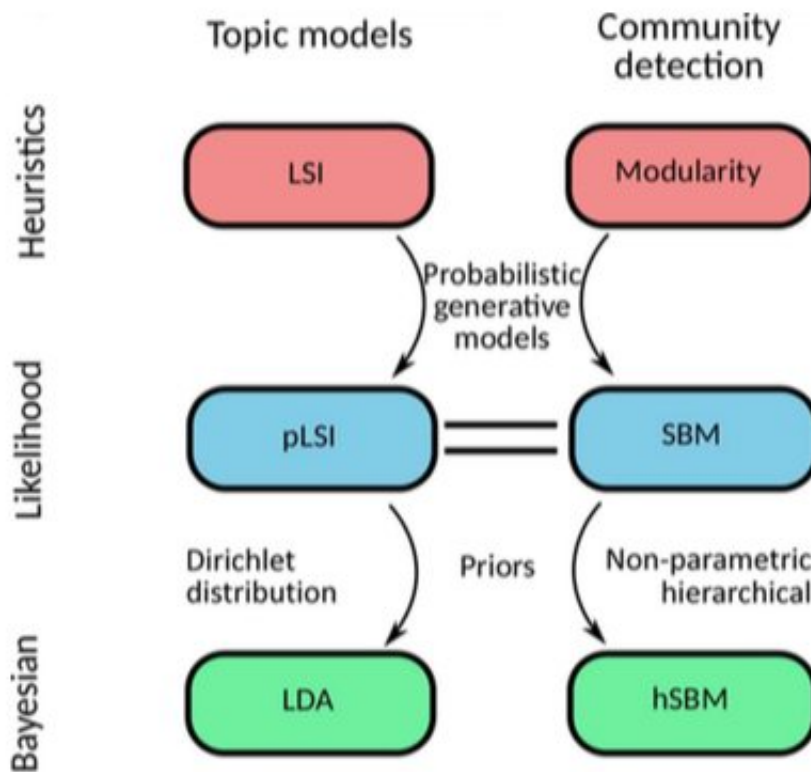 Topic models
Community
detection
Heuristics
LSI
Modularity
Probabilistic
generative
models
Likelihood
pLSI
SBM
Dirichlet
distribution
Priors
Non-parametric
hierarchical
Bayesian
LDA
hSBM